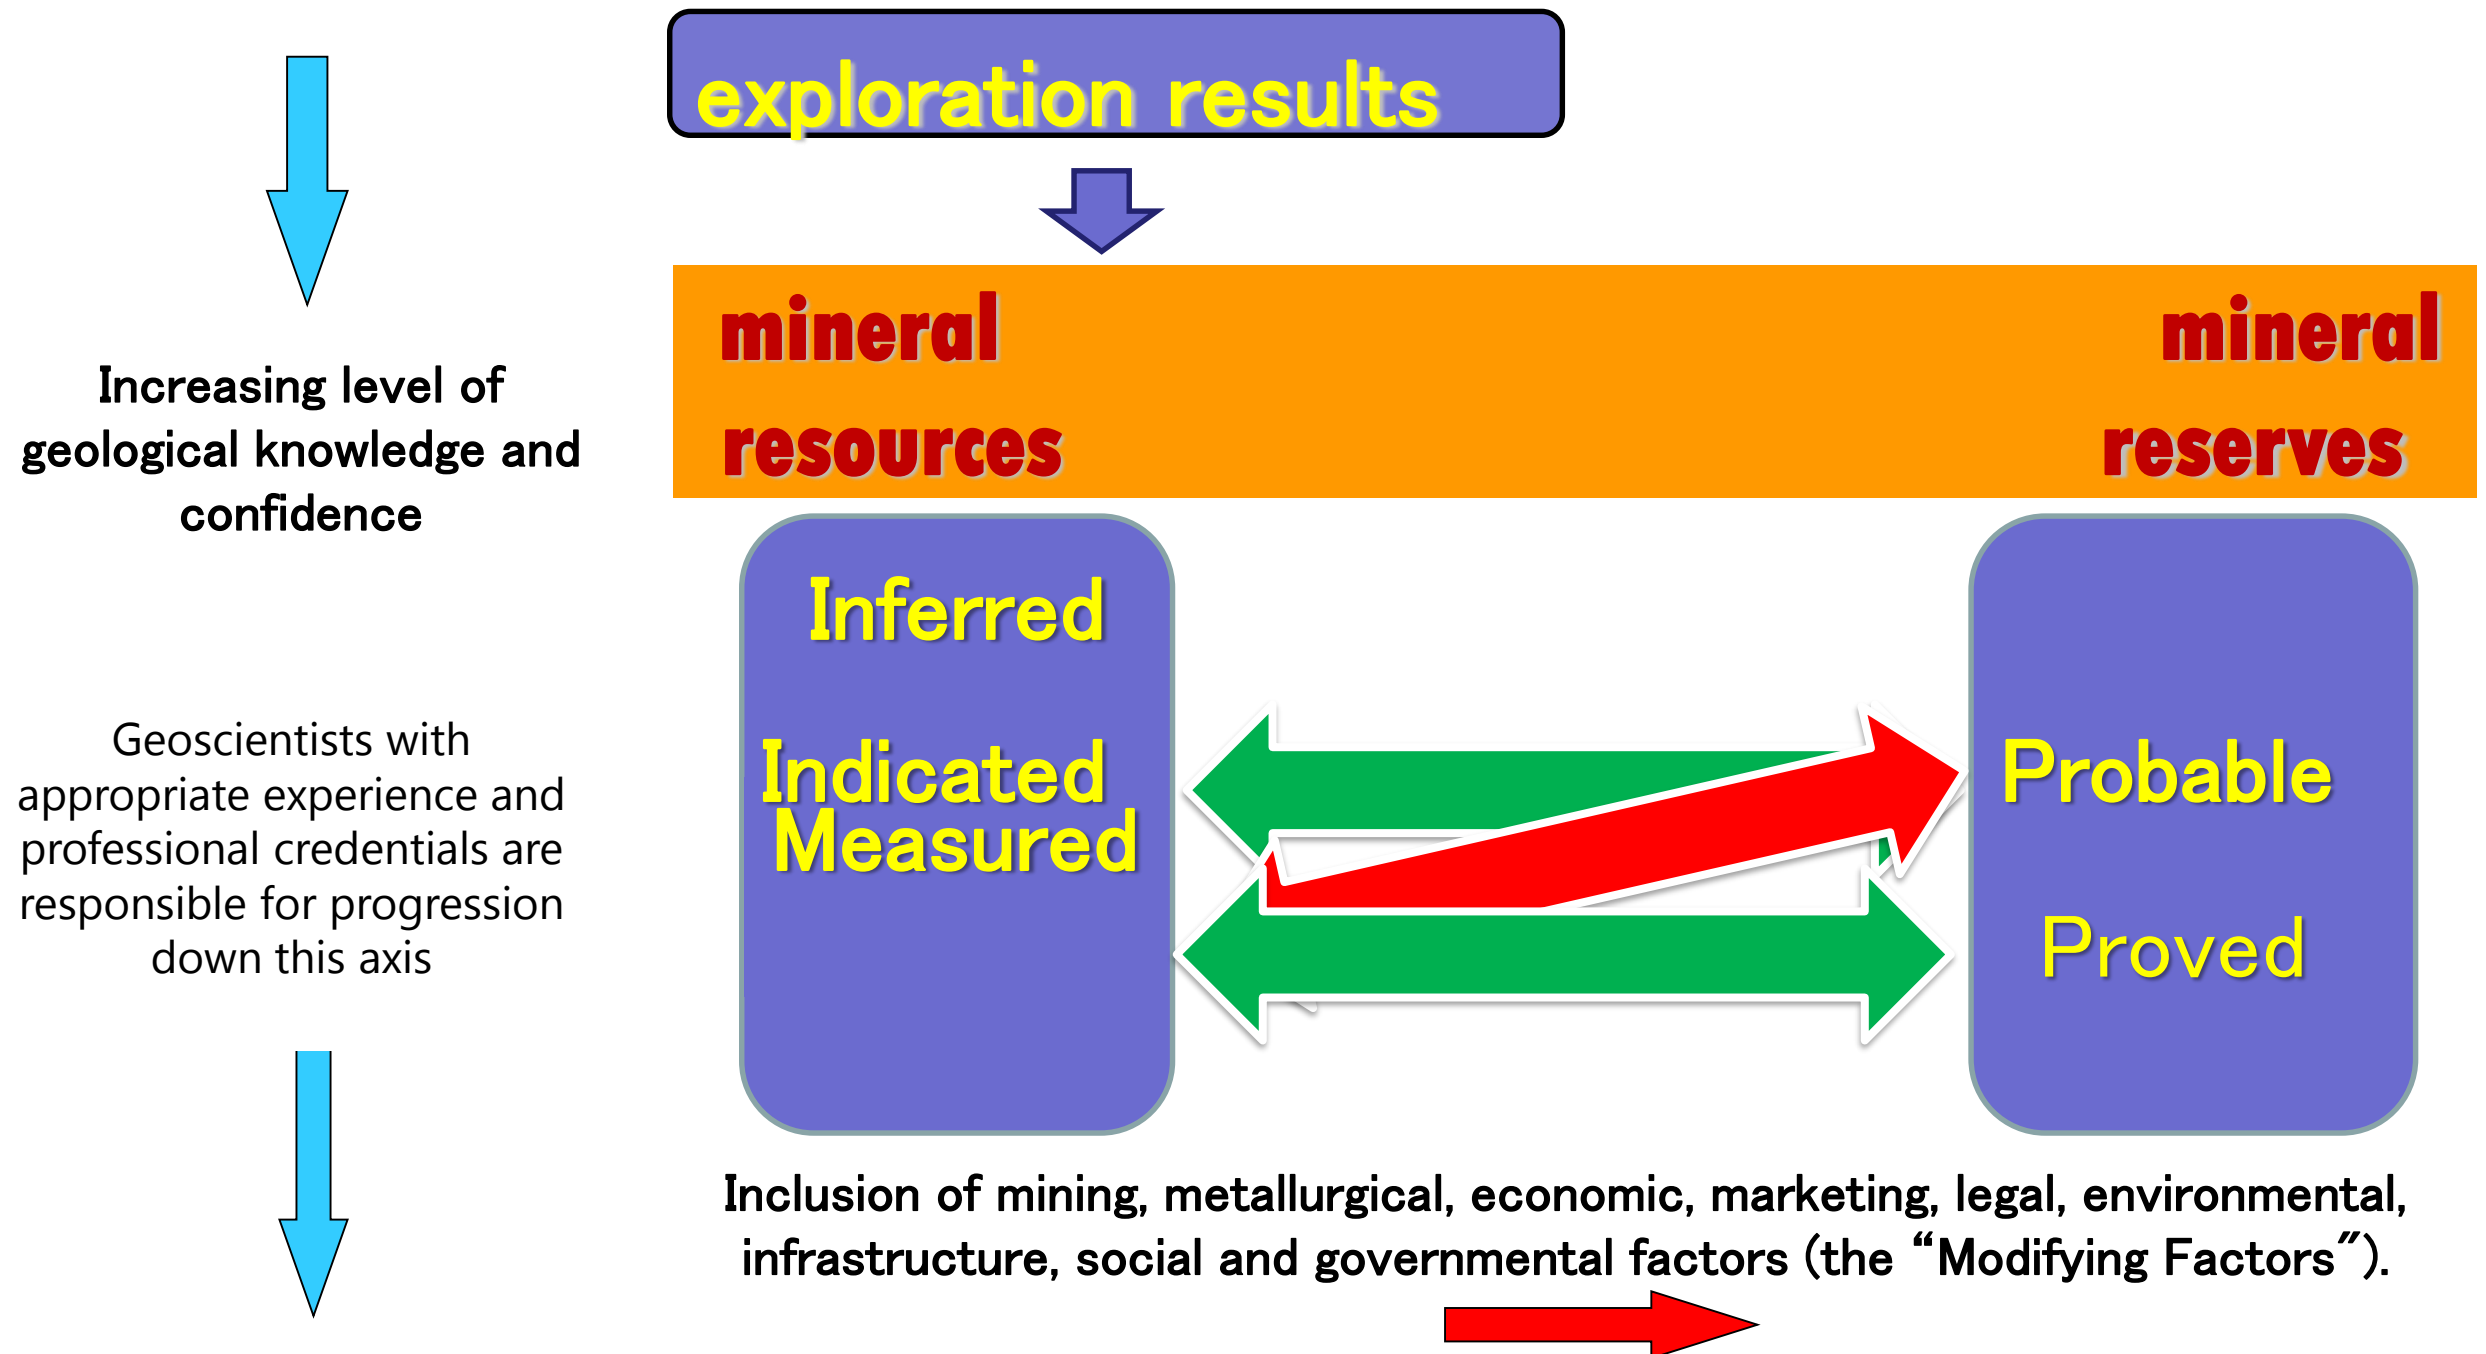 exploration results
mineral
resources
mineral
reserves
Increasing level of
geological knowledge and
confidence
Geoscientists with
appropriate experience and
professional credentials are
responsible for progression
down this axis
Inferred
Indicated
Measured
Probable
Proved
Inclusion of mining, metallurgical, economic, marketing, legal, environmental,
infrastructure, social and governmental factors (the “Modifying Factors”).